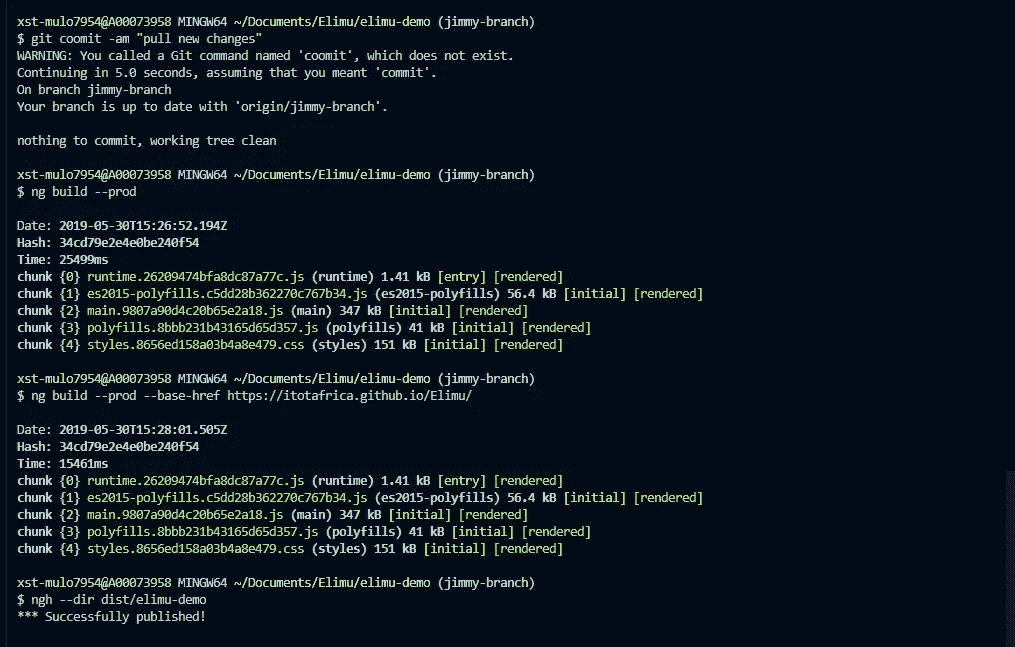 xst-mulo7954@A00073958 MINGW64 ~/Documents/Elimu/elimu-demo (jimmy-branch)
$ git coomit -am "pull new changes"
WARNING: You called a Git command named 'coomit', which does not exist.
Continuing in 5.0 seconds, assuming that you meant 'commit'.
On branch jimmy-branch
Your branch is up to date with 'origin/jimmy-branch'.
nothing to commit, working tree clean
xst-mulo7954@A00073958 MINGW64 ~/Documents/Elimu/elimu-demo (jimmy-branch)
$ ng build --prod
Date: 2019-05-30T15:26:52.194Z
Hash: 34cd79e2e4e0be240f54
Time: 25499ms
chunk {0} runtime.26209474bfa8dc87a77c.js (runtime) 1.41 kB [entry] [rendered]
chunk {1} es2015-polyfills.c5dd28b362270c767b34.js (es2015-polyfills) 56.4 kB [initial] [rendered]
chunk {2} main.9807a90d4c20b65e2a18.js (main) 347 kB [initial] [rendered]
chunk {3} polyfills.8bbb231b43165d65d357.js (polyfills) 41 kB [initial] [rendered]
chunk {4} styles.8656ed158a03b4a8e479.css (styles) 151 kB [initial] [rendered]
xst-mulo7954@A00073958 MINGW64 ~/Documents/Elimu/elimu-demo (jimmy-branch)
$ ng build --prod --base-href https://itotafrica.github.io/Elimu/
Date: 2019-05-30T15:28:01.505Z
Hash: 34cd79e2e4e0be240f54
Time: 15461ms
chunk {0} runtime.26209474bfa8dc87a77c.js (runtime) 1.41 kB [entry] [rendered]
chunk {1} es2015-polyfills.c5dd28b362270c767b34.js (es2015-polyfills) 56.4 kB [initial] [rendered]
chunk {2} main.9807a90d4c20b65e2a18.js (main) 347 kB [initial] [rendered]
chunk {3} polyfills.8bbb231b43165d65d357.js (polyfills) 41 kB [initial] [rendered]
chunk {4} styles.8656ed158a03b4a8e479.css (styles) 151 kB [initial] [rendered]
xst-mulo7954@A00073958 MINGW64 ~/Documents/Elimu/elimu-demo (jimmy-branch)
$ ngh --dir dist/elimu-demo
*** Successfully published!